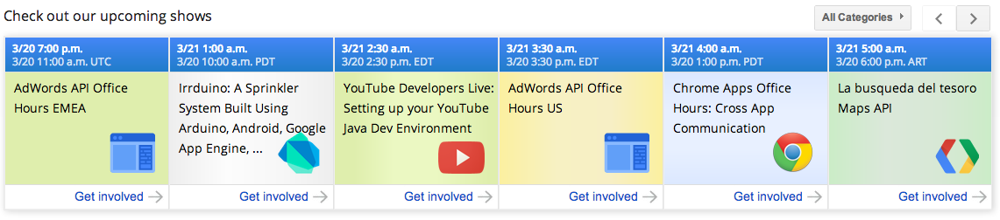 Check out our upcoming shows
All Categories
3/20 7:00 p.m.
3/20 11:00 a.m. UTC
AdWords API Office
Hours EMEA
Get involved
3/21 1:00 a.m.
3/20 10:00 a.m. PDT
Irrduino: A Sprinkler
System Built Using
Arduino, Android, Google
App Engine, ...
Get involved
3/21 2:30 a.m.
3/20 2:30 p.m. EDT
YouTube Developers Live:
Setting up your YouTube
Java Dev Environment
Get involved
3/21 3:30 a.m.
3/20 3:30 p.m. EDT
AdWords API Office
Hours US
Get involved
3/21 4:00 a.m.
3/20 1:00 p.m. PDT
Chrome Apps Office
Hours: Cross App
Communication
Get involved
3/21 5:00 a.m.
3/20 6:00 p.m. ART
La busqueda del tesoro
Maps API
Get involved